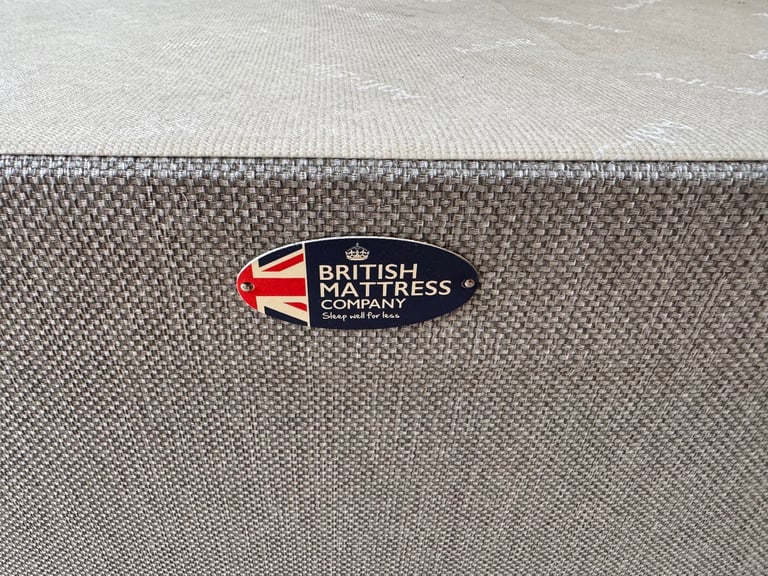 BRITISH
MATTRESS
COMPANY
Sleep well for less